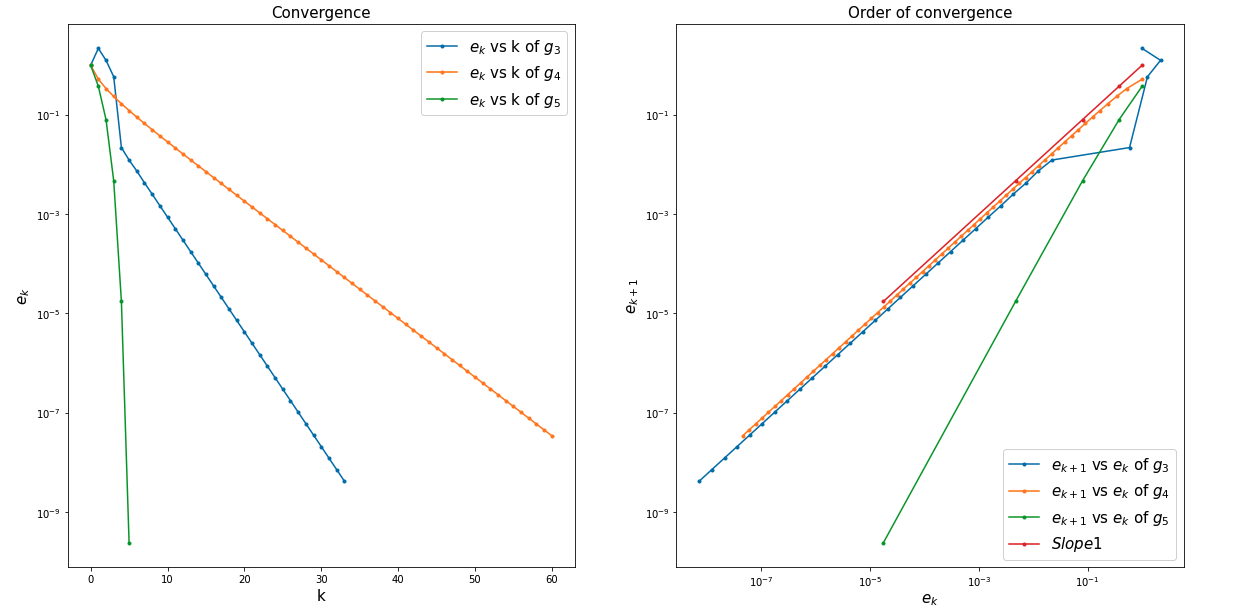 Convergence
e_k vs k of g_3
e_k vs k of g_4
e_k vs k of g_5
e_k
10^-1
10^-3
10^-5
10^-7
10^-9
0 10 20 30 40 50 60
k
Order of convergence
e_{k+1}
10^-1
10^-3
10^-5
10^-7
10^-9
e_{k+1} vs e_k of g_3
e_{k+1} vs e_k of g_4
e_{k+1} vs e_k of g_5
Slope1
10^-7 10^-5 10^-3 10^-1
e_k